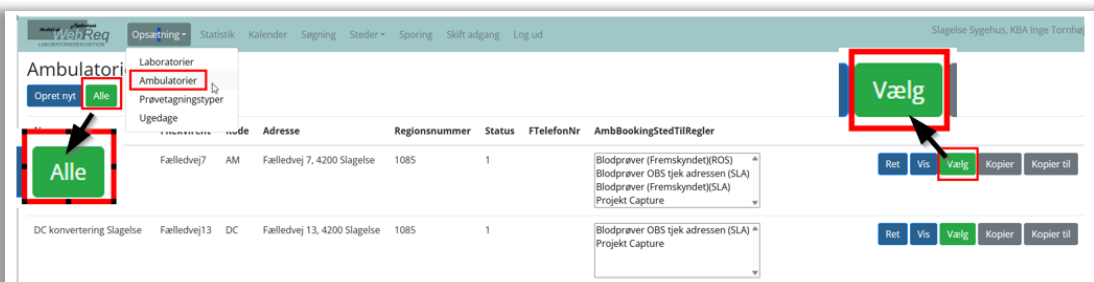 WebReq
LABORATORIEREKVISITION
Opsætning Statistik Kalender Søgning Steder Sporing Skift adgang Log ud
Slagelse Sygehus, KBA Inge Tornhøj
Laboratorier
Ambulatorier
Prøvetagningstyper
Ugedage
Ambulatori
Opret nyt Alle
Vælg
Kode Adresse Regionsnummer Status FTelefonNr AmbBookingStedTilRegler
Alle
Fælledvej7 AM Fælledvej 7, 4200 Slagelse 1085 1
Blodprøver (Fremskyndet)(ROS)
Blodprøver OBS tjek adressen (SLA)
Blodprøver (Fremskyndet)(SLA)
Projekt Capture
Ret Vis Vælg Kopier Kopier til
DC konvertering Slagelse Fælledvej13 DC Fælledvej 13, 4200 Slagelse 1085 1
Blodprøver OBS tjek adressen (SLA)
Projekt Capture
Ret Vis Vælg Kopier Kopier til